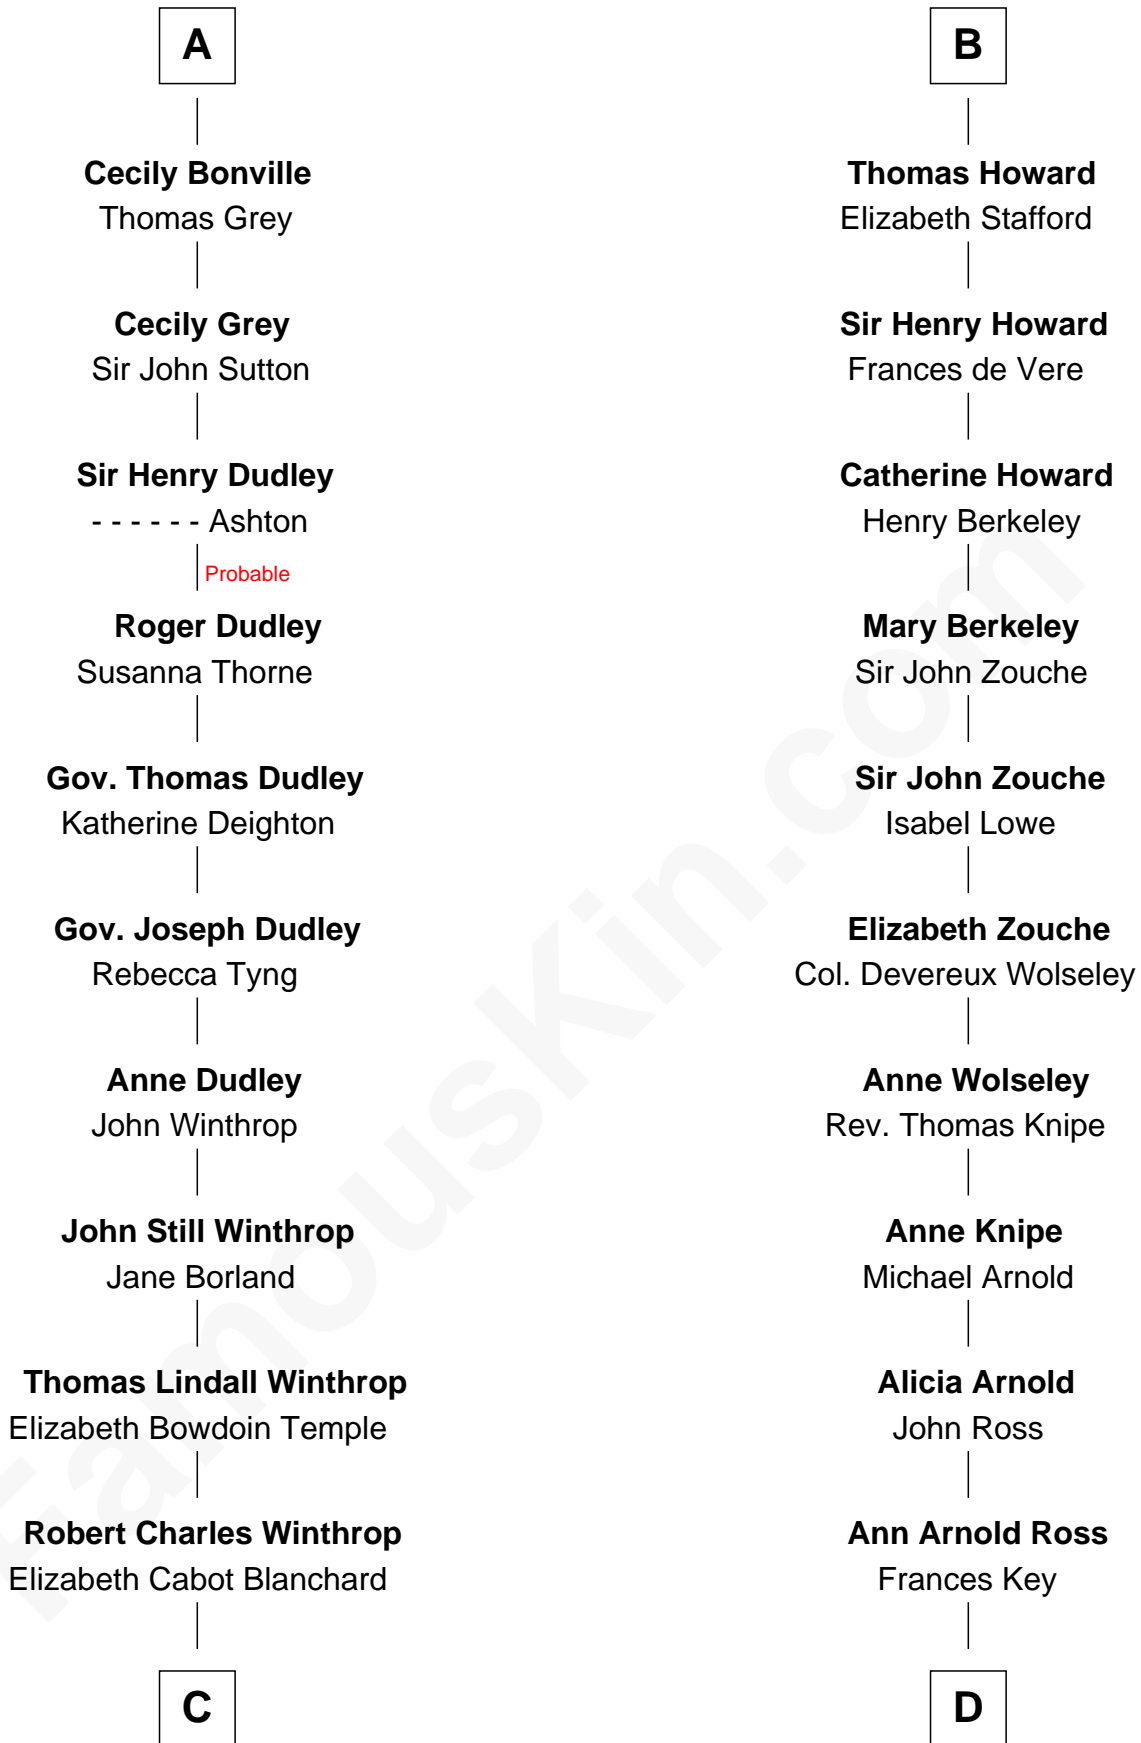 A
Cecily Bonville
Thomas Grey
Cecily Grey
Sir John Sutton
Sir Henry Dudley
- - - - - - Ashton
Probable
Roger Dudley
Susanna Thorne
Gov. Thomas Dudley
Katherine Deighton
Gov. Joseph Dudley
Rebecca Tyng
Anne Dudley
John Winthrop
John Still Winthrop
Jane Borland
Thomas Lindall Winthrop
Elizabeth Bowdoin Temple
Robert Charles Winthrop
Elizabeth Cabot Blanchard
C
B
Thomas Howard
Elizabeth Stafford
Sir Henry Howard
Frances de Vere
Catherine Howard
Henry Berkeley
Mary Berkeley
Sir John Zouche
Sir John Zouche
Isabel Lowe
Elizabeth Zouche
Col. Devereux Wolseley
Anne Wolseley
Rev. Thomas Knipe
Anne Knipe
Michael Arnold
Alicia Arnold
John Ross
Ann Arnold Ross
Frances Key
D
FamousKin.com